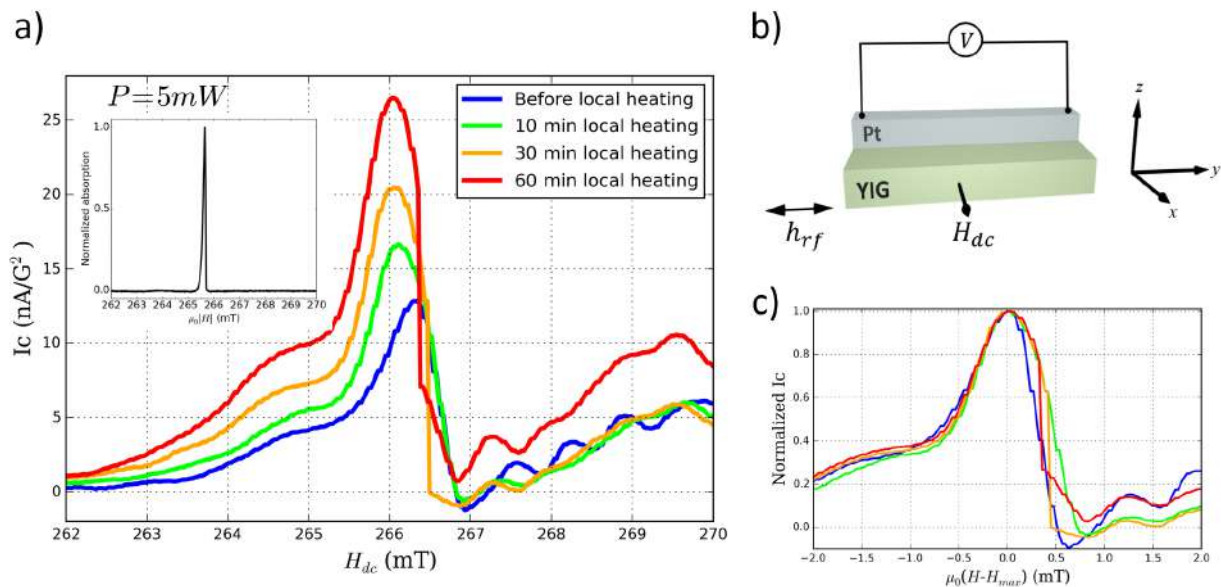 a)
P=5mW
Before local heating
10 min local heating
30 min local heating
60 min local heating
Ic (nA/G²)
25
20
15
10
5
0
262 263 264 265 266 267 268 269 270
H_dc (mT)
Normalized absorption
1.0
0.5
0.0
262 263 264 265 266 267 268 269 270
μ₀|H| (mT)
b)
V
Pt
YIG
h_rf
H_dc
z
y
x
c)
Normalized Ic
1.0
0.8
0.6
0.4
0.2
0.0
-2.0 -1.5 -1.0 -0.5 0.0 0.5 1.0 1.5 2.0
μ₀(H-H_max) (mT)